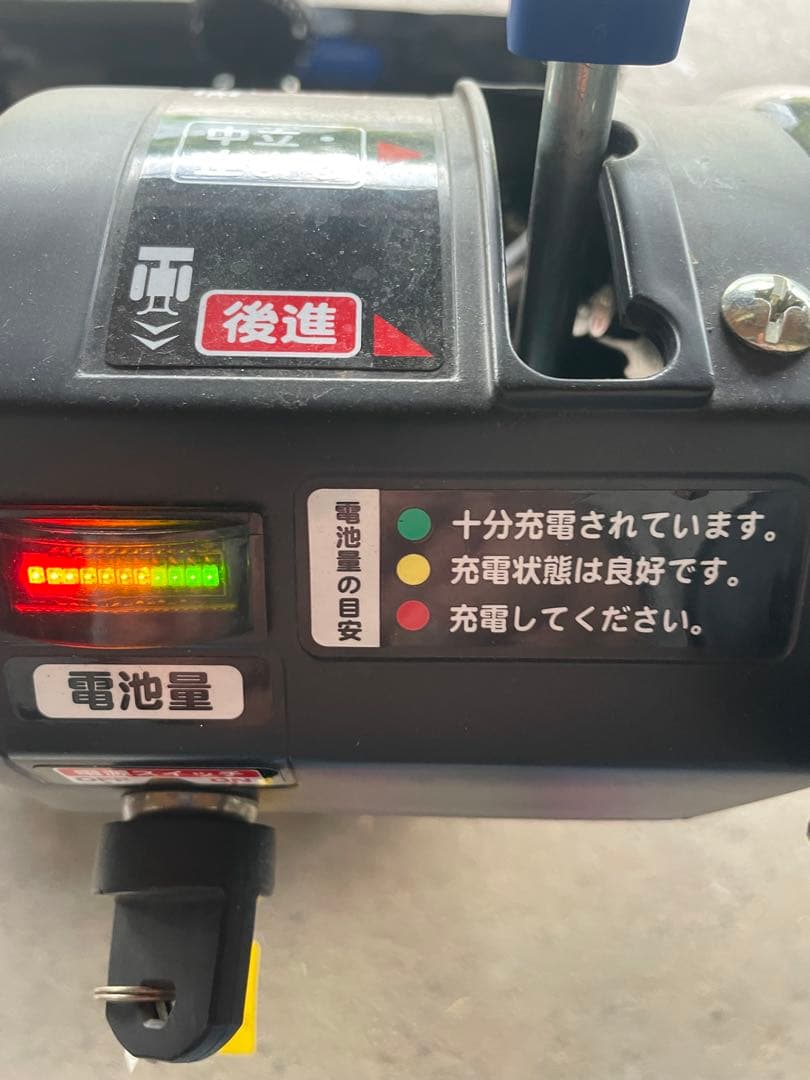 中立・
後進
電池量の目安
十分充電されています。
充電状態は良好です。
充電してください。
電池量